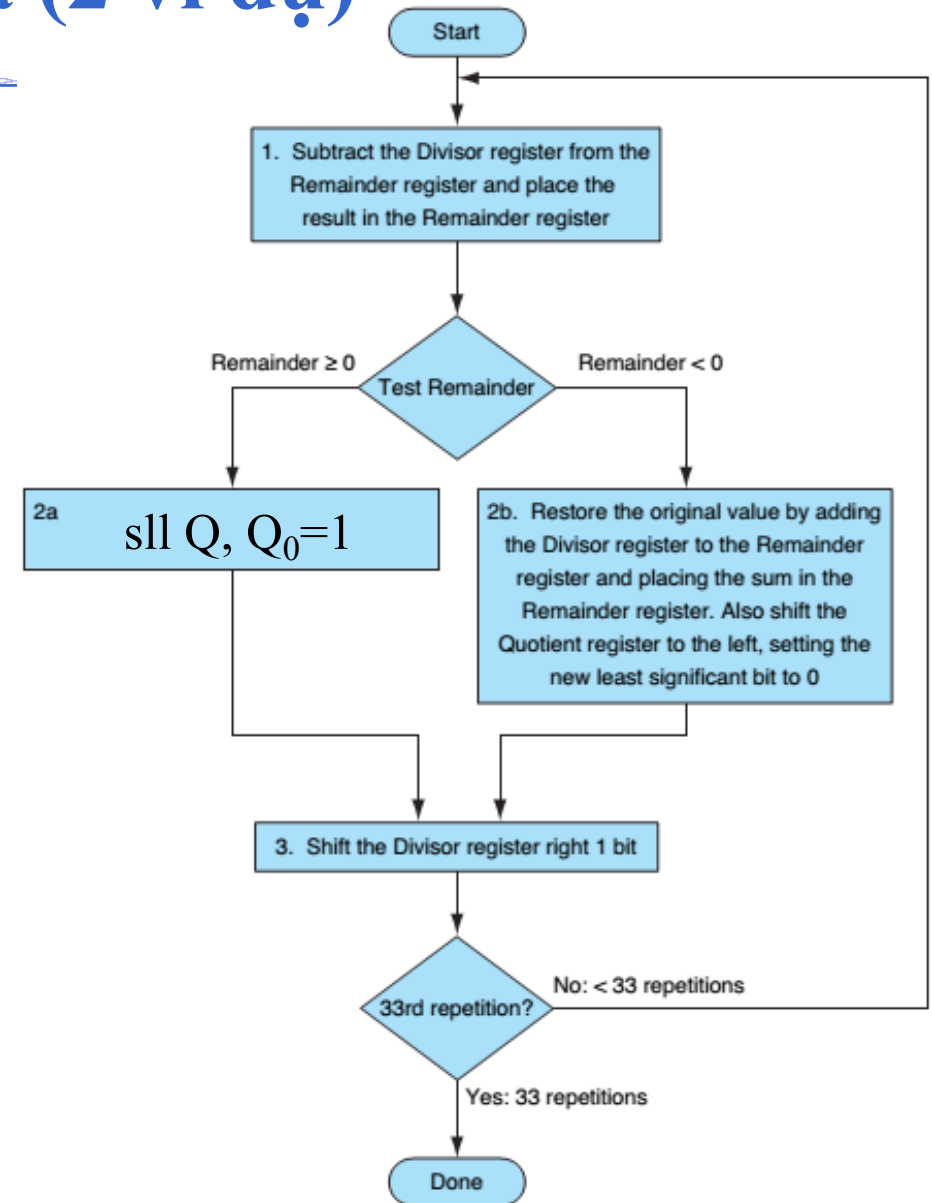 (2 ví dụ)
Start
1. Subtract the Divisor register from the
Remainder register and place the
result in the Remainder register
Remainder ≥ 0
Remainder < 0
Test Remainder
2a
sll Q, Q₀=1
2b. Restore the original value by adding
the Divisor register to the Remainder
register and placing the sum in the
Remainder register. Also shift the
Quotient register to the left, setting the
new least significant bit to 0
3. Shift the Divisor register right 1 bit
No: < 33 repetitions
33rd repetition?
Yes: 33 repetitions
Done